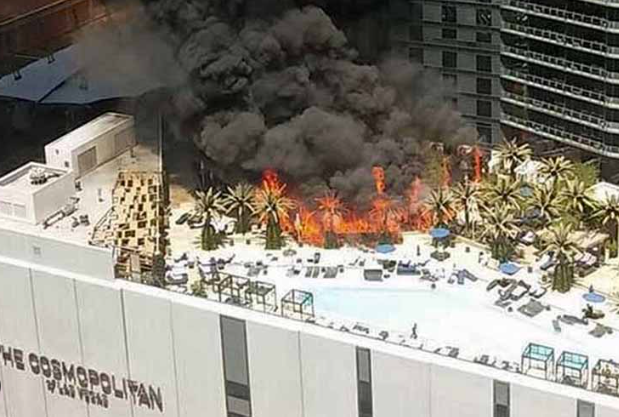 THE COSMOPOLITAN
OF LAS VEGAS